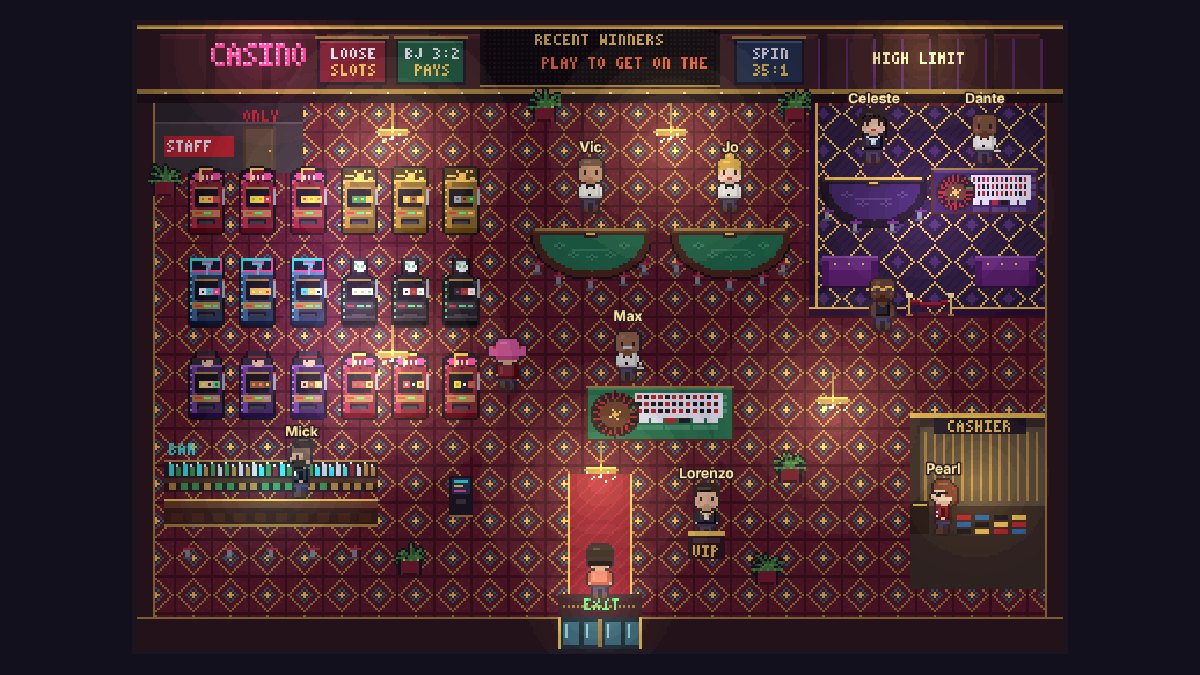 RECENT WINNERS
CASINO
LOOSE
SLOTS
BJ 3:2
PAYS
PLAY TO GET ON THE
SPIN
35:1
HIGH LIMIT
Celeste
Dante
ONLY
STAFF
Vic
Jo
Max
Mick
BAR
CASHIER
Pearl
Lorenzo
VIP
EXIT